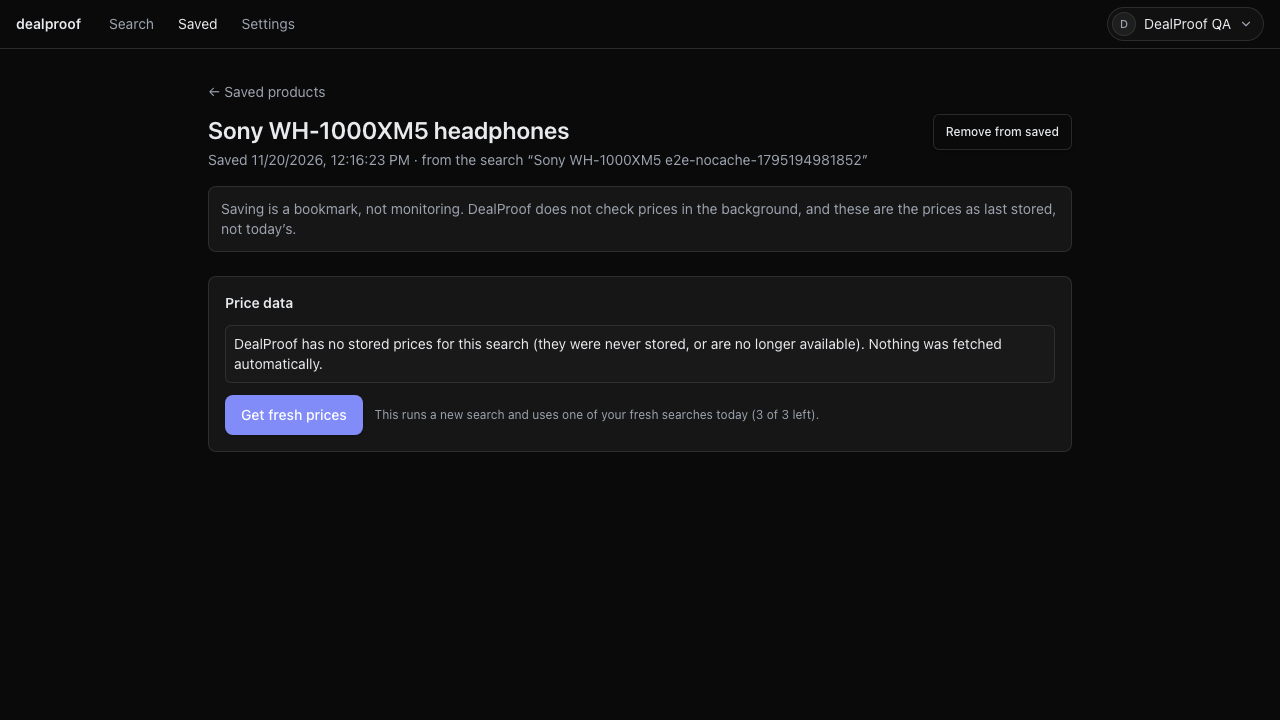 dealproof Search Saved Settings D DealProof QA
← Saved products
Sony WH-1000XM5 headphones
Remove from saved
Saved 11/20/2026, 12:16:23 PM · from the search “Sony WH-1000XM5 e2e-nocache-1795194981852”
Saving is a bookmark, not monitoring. DealProof does not check prices in the background, and these are the prices as last stored,
not today’s.
Price data
DealProof has no stored prices for this search (they were never stored, or are no longer available). Nothing was fetched
automatically.
Get fresh prices This runs a new search and uses one of your fresh searches today (3 of 3 left).